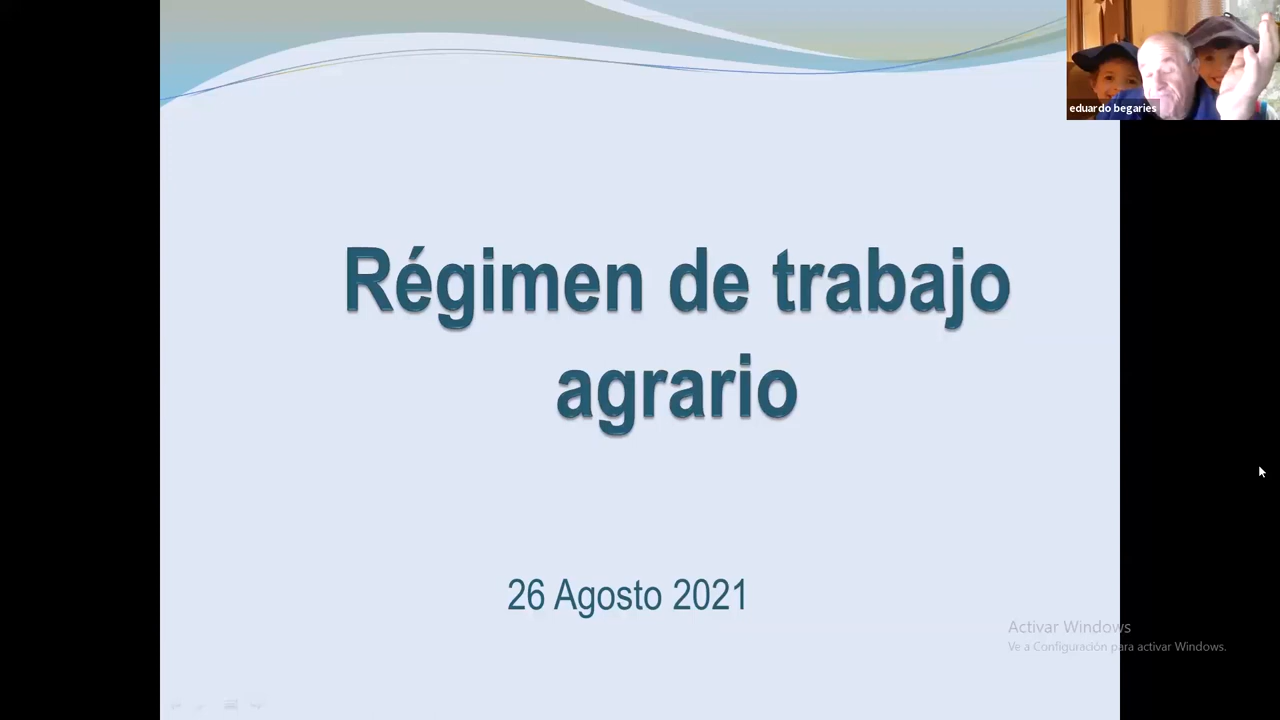 eduardo begaries
Régimen de trabajo
agrario
26 Agosto 2021
Activar Windows
Ve a Configuración para activar Windows.